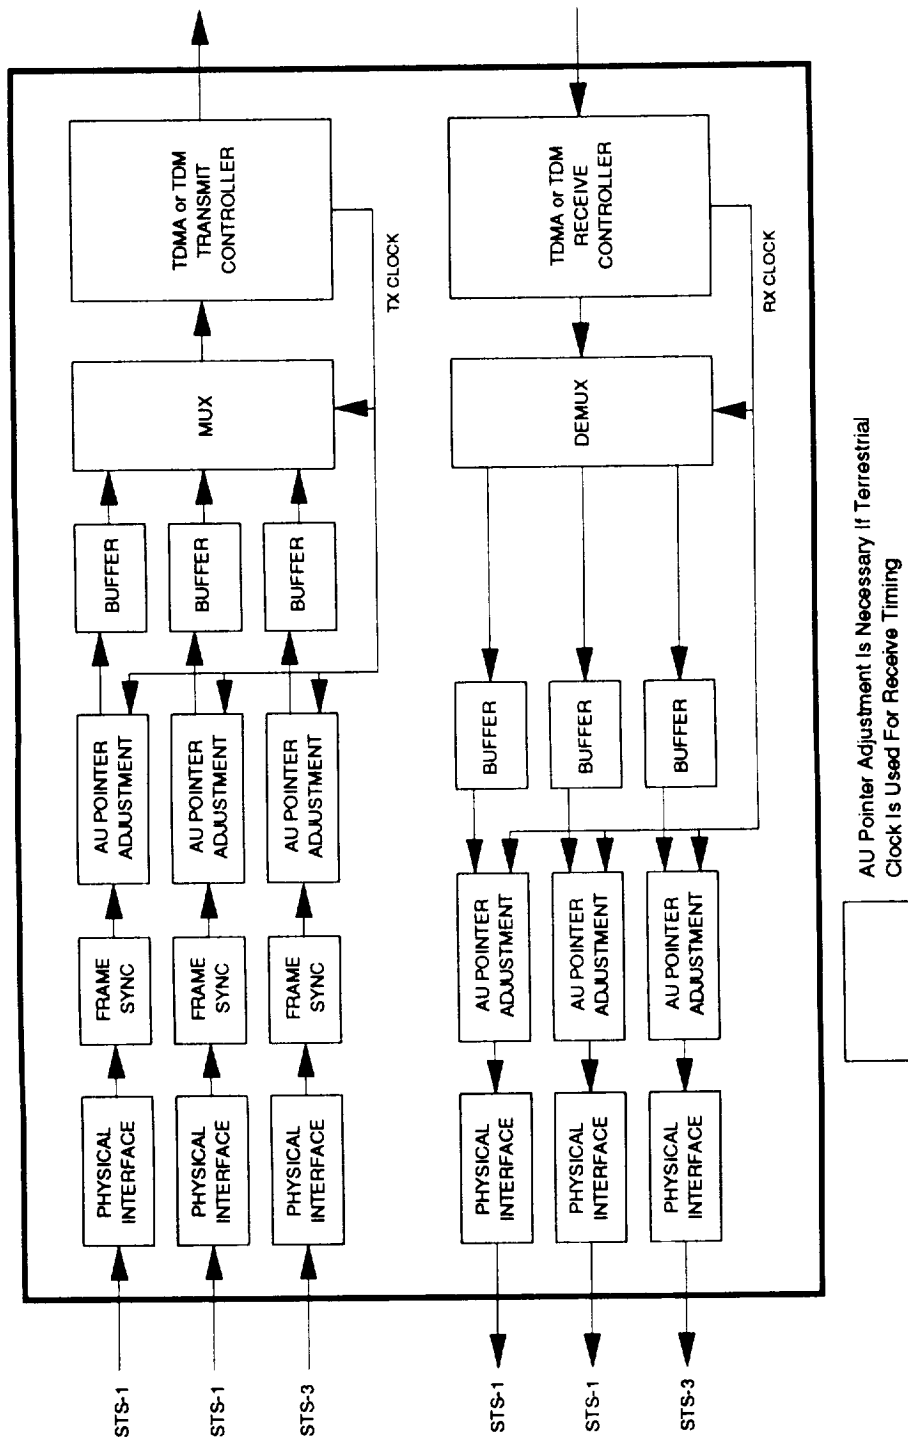 STS-1
PHYSICAL
INTERFACE
FRAME
SYNC
AU POINTER
ADJUSTMENT
BUFFER
STS-1
PHYSICAL
INTERFACE
FRAME
SYNC
AU POINTER
ADJUSTMENT
BUFFER
STS-3
PHYSICAL
INTERFACE
FRAME
SYNC
AU POINTER
ADJUSTMENT
BUFFER
MUX
TDMA or TDM
TRANSMIT
CONTROLLER
TX CLOCK
STS-1
PHYSICAL
INTERFACE
AU POINTER
ADJUSTMENT
BUFFER
STS-1
PHYSICAL
INTERFACE
AU POINTER
ADJUSTMENT
BUFFER
STS-3
PHYSICAL
INTERFACE
AU POINTER
ADJUSTMENT
BUFFER
DEMUX
TDMA or TDM
RECEIVE
CONTROLLER
RX CLOCK
AU Pointer Adjustment Is Necessary If Terrestrial
Clock Is Used For Receive Timing